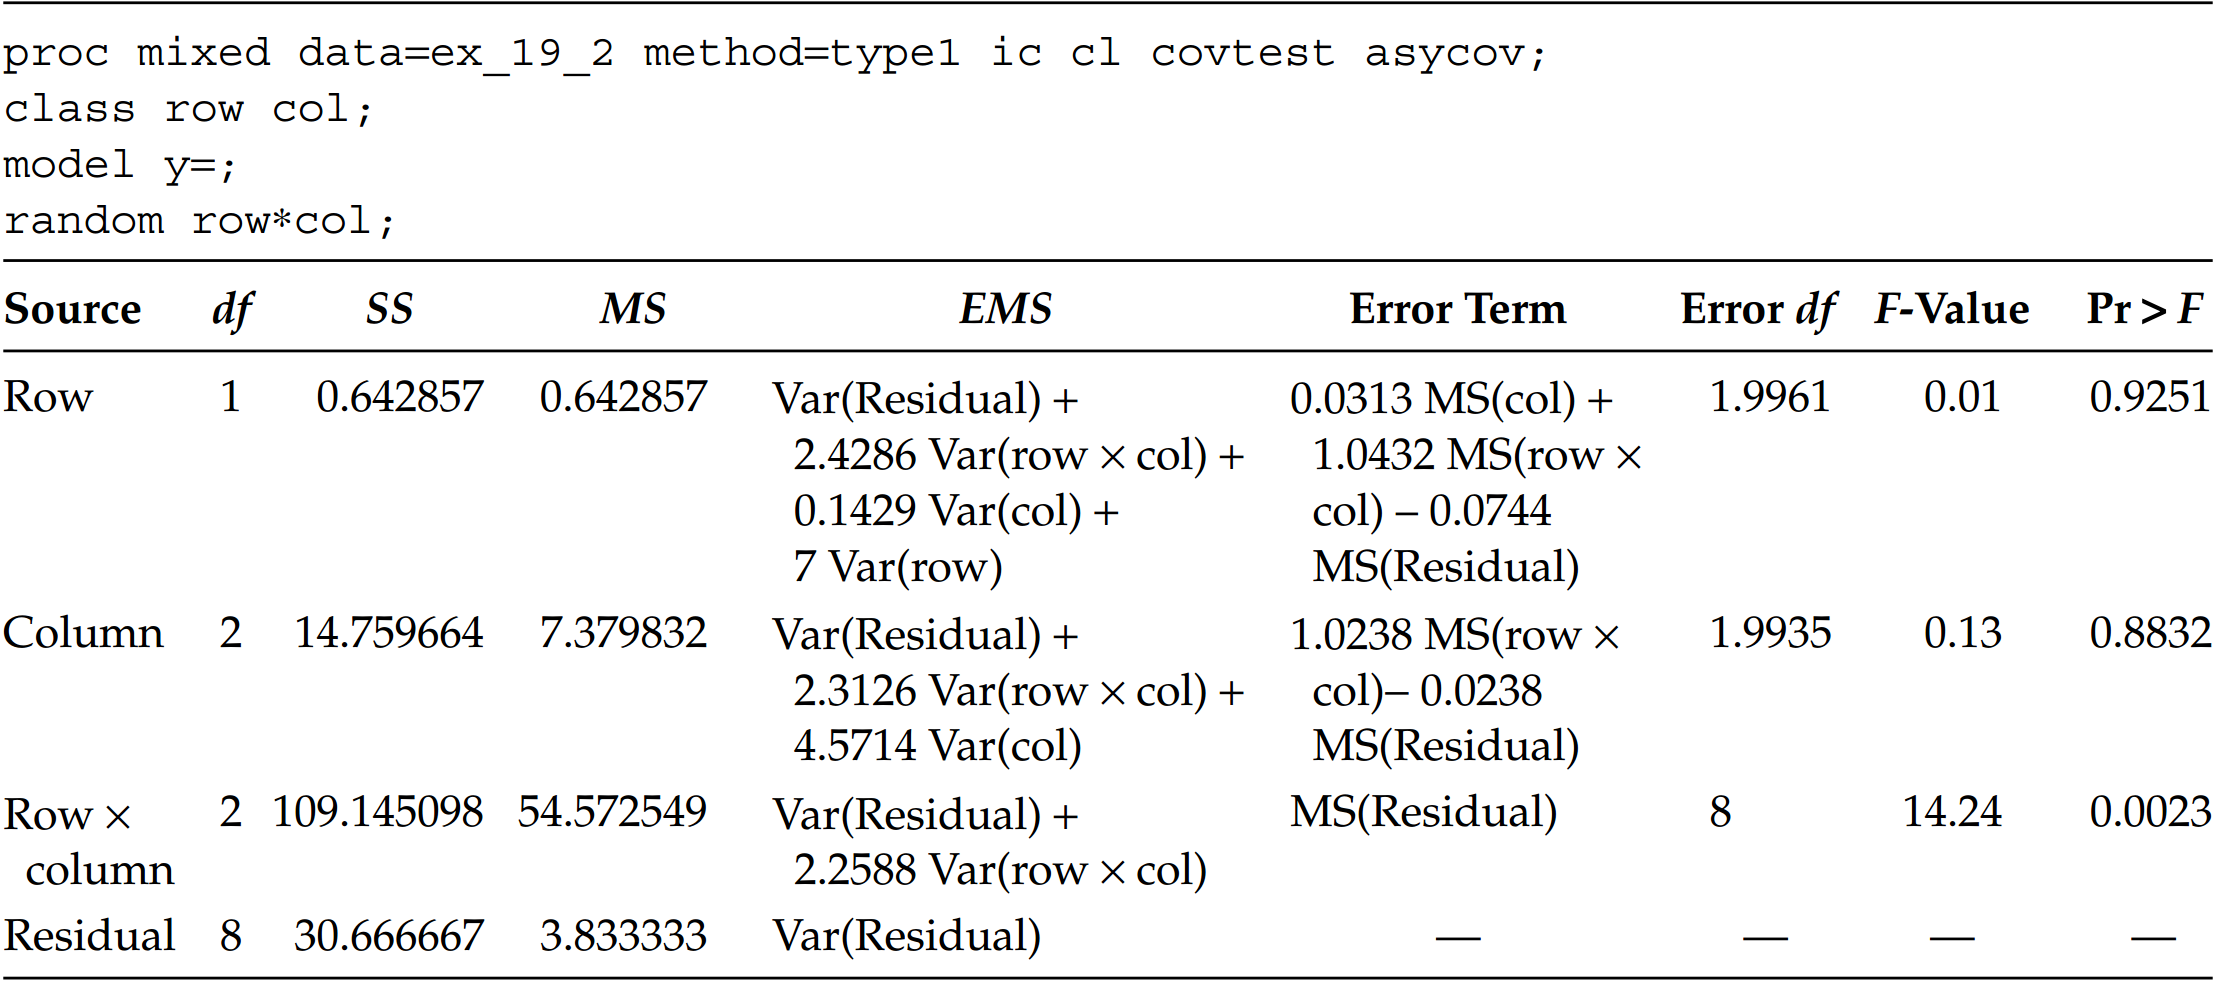 proc mixed data=ex_19_2 method=type1 ic cl covtest asycov;
class row col;
model y=;
random row*col;
Source df SS MS EMS Error Term Error df F-Value Pr > F
Row 1 0.642857 0.642857 Var(Residual) + 0.0313 MS(col) + 1.9961 0.01 0.9251
2.4286 Var(row × col) + 1.0432 MS(row ×
0.1429 Var(col) + col) – 0.0744
7 Var(row) MS(Residual)
Column 2 14.759664 7.379832 Var(Residual) + 1.0238 MS(row × 1.9935 0.13 0.8832
2.3126 Var(row × col) + col)– 0.0238
4.5714 Var(col) MS(Residual)
Row × 2 109.145098 54.572549 Var(Residual) + MS(Residual) 8 14.24 0.0023
column 2.2588 Var(row × col)
Residual 8 30.666667 3.833333 Var(Residual) — — — —